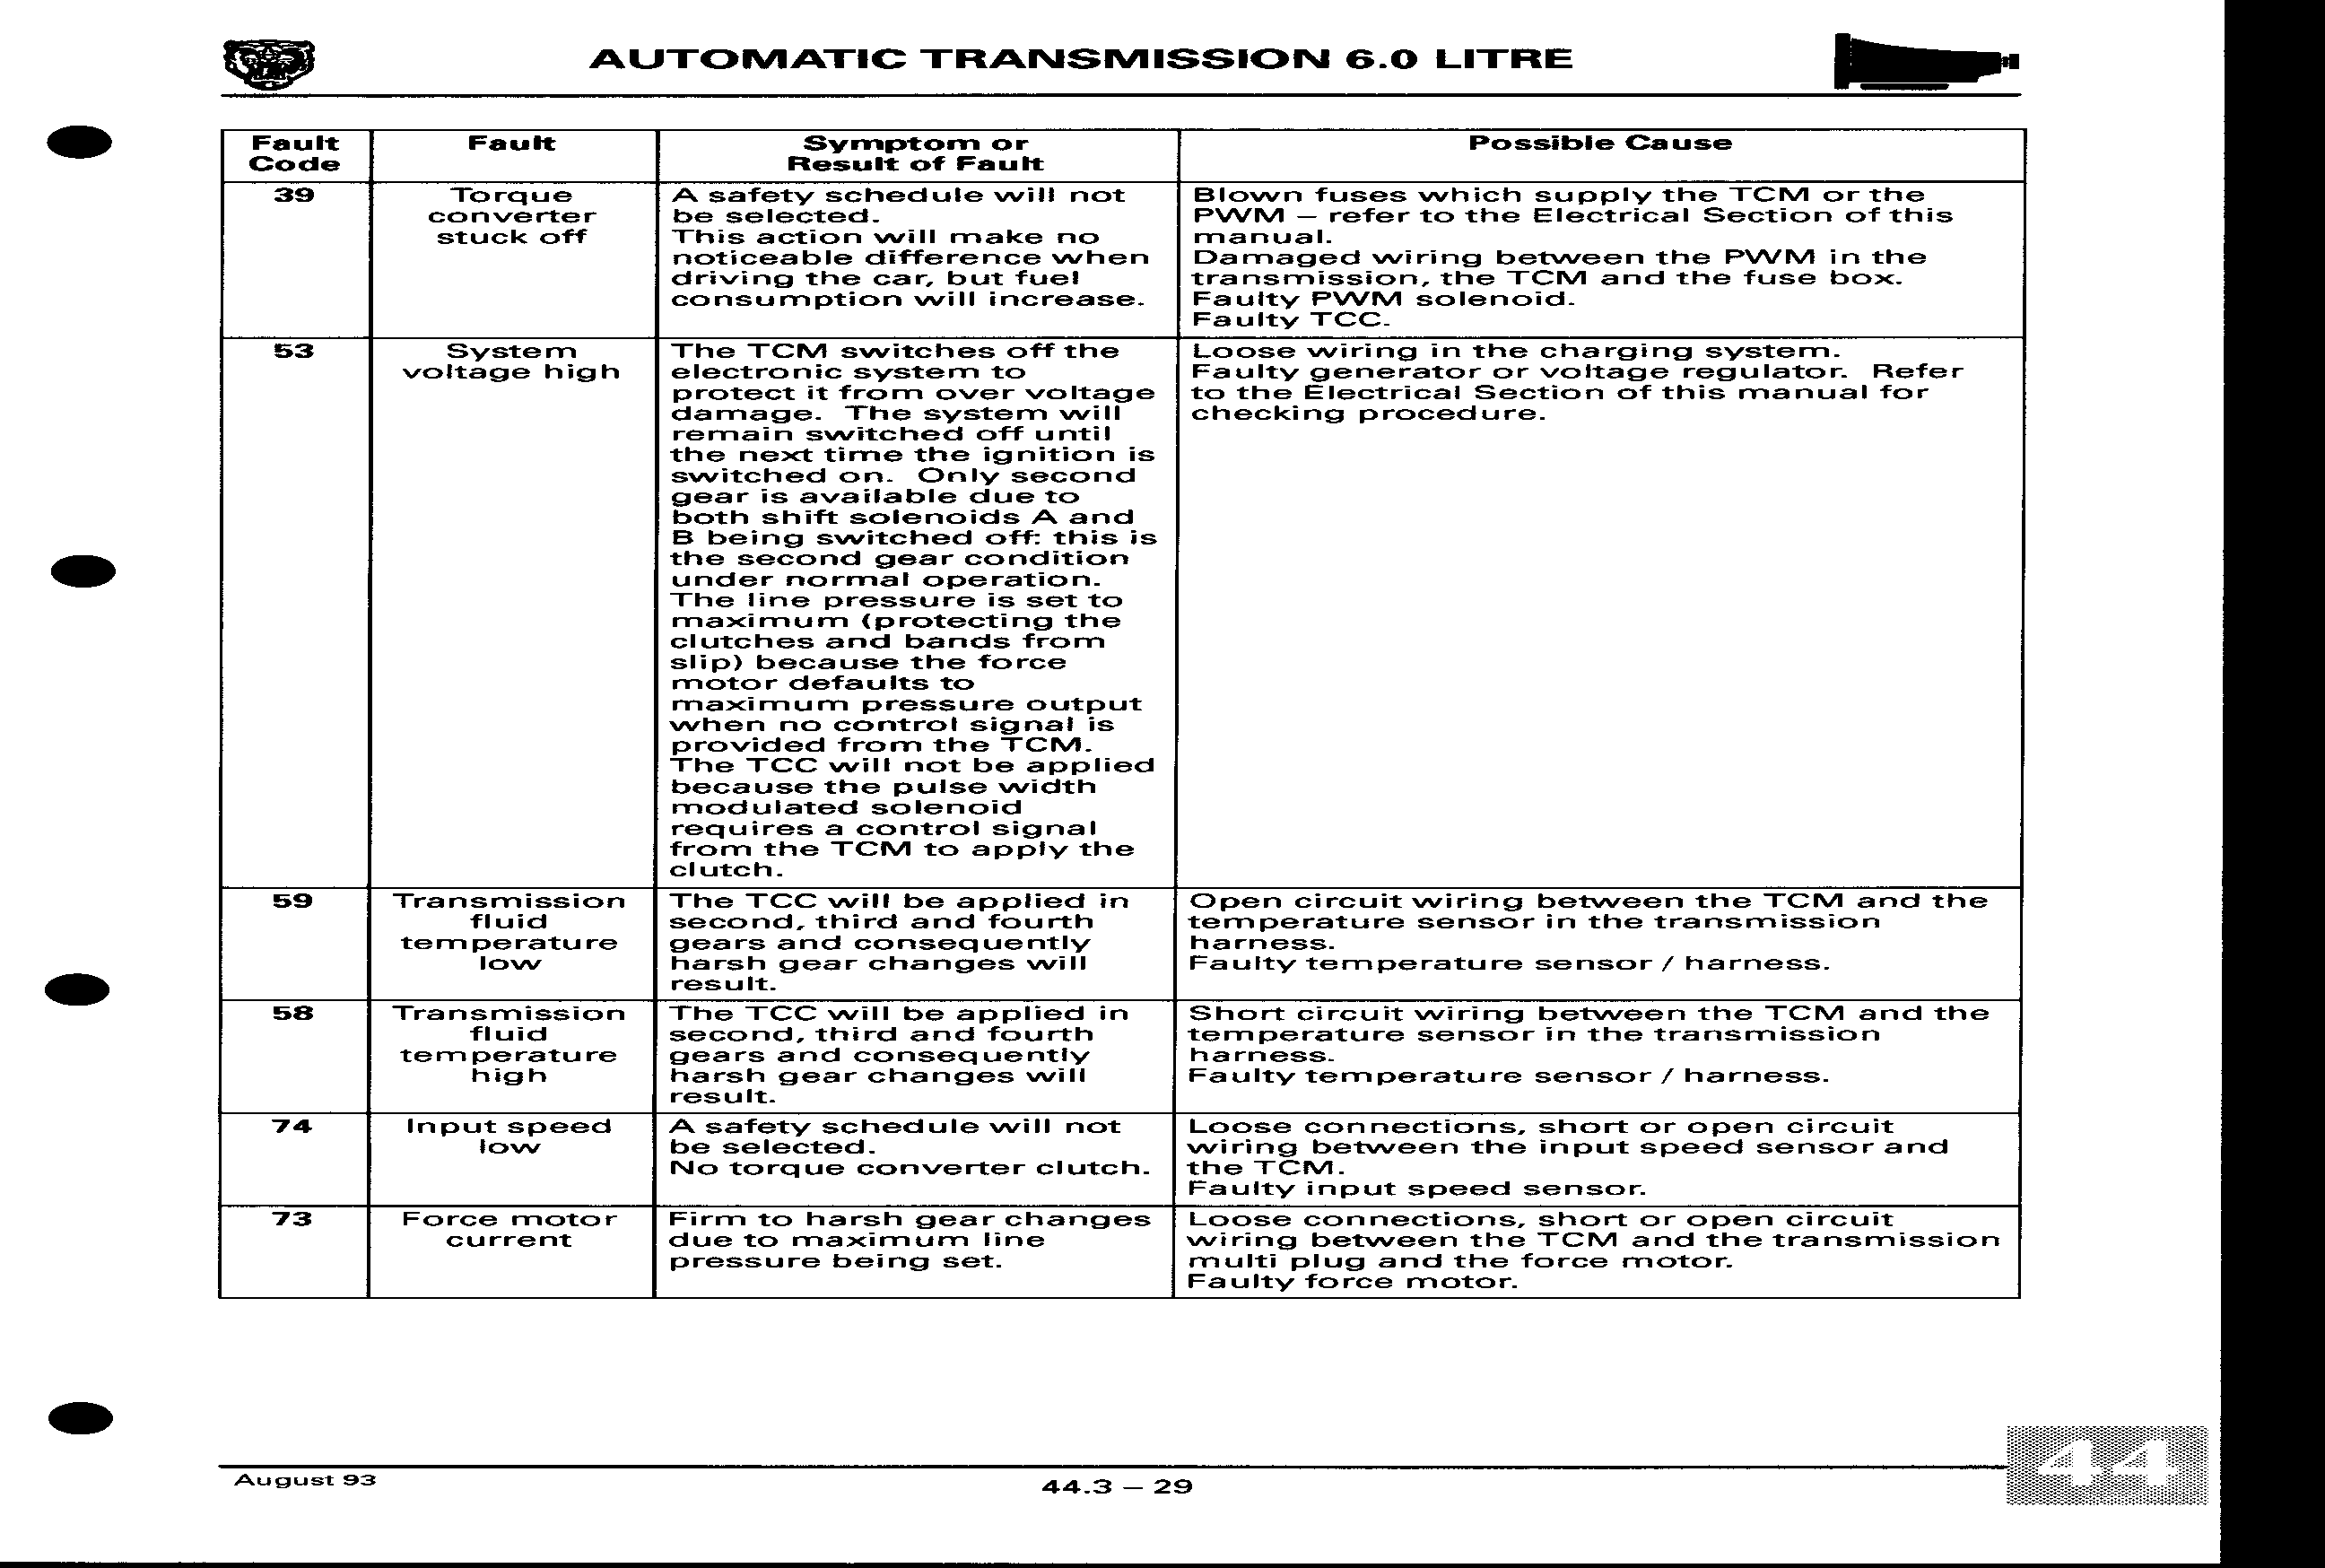 AUTOMATIC TRANSMISSION 6.0 LITRE
Fault
Code
Fault
Symptom or
Result of Fault
Possible Cause
39
Torque
converter
stuck off
A safety schedule will not
be selected.
This action will make no
noticeable difference when
driving the car, but fuel
consumption will increase.
Blown fuses which supply the TCM or the
PWM – refer to the Electrical Section of this
manual.
Damaged wiring between the PWM in the
transmission, the TCM and the fuse box.
Faulty PWM solenoid.
Faulty TCC.
53
System
voltage high
The TCM switches off the
electronic system to
protect it from over voltage
damage. The system will
remain switched off until
the next time the ignition is
switched on. Only second
gear is available due to
both shift solenoids A and
B being switched off: this is
the second gear condition
under normal operation.
The line pressure is set to
maximum (protecting the
clutches and bands from
slip) because the force
motor defaults to
maximum pressure output
when no control signal is
provided from the TCM.
The TCC will not be applied
because the pulse width
modulated solenoid
requires a control signal
from the TCM to apply the
clutch.
Loose wiring in the charging system.
Faulty generator or voltage regulator. Refer
to the Electrical Section of this manual for
checking procedure.
59
Transmission
fluid
temperature
low
The TCC will be applied in
second, third and fourth
gears and consequently
harsh gear changes will
result.
Open circuit wiring between the TCM and the
temperature sensor in the transmission
harness.
Faulty temperature sensor / harness.
58
Transmission
fluid
temperature
high
The TCC will be applied in
second, third and fourth
gears and consequently
harsh gear changes will
result.
Short circuit wiring between the TCM and the
temperature sensor in the transmission
harness.
Faulty temperature sensor / harness.
74
Input speed
low
A safety schedule will not
be selected.
No torque converter clutch.
Loose connections, short or open circuit
wiring between the input speed sensor and
the TCM.
Faulty input speed sensor.
73
Force motor
current
Firm to harsh gear changes
due to maximum line
pressure being set.
Loose connections, short or open circuit
wiring between the TCM and the transmission
multi plug and the force motor.
Faulty force motor.
August 93
44.3 – 29
44